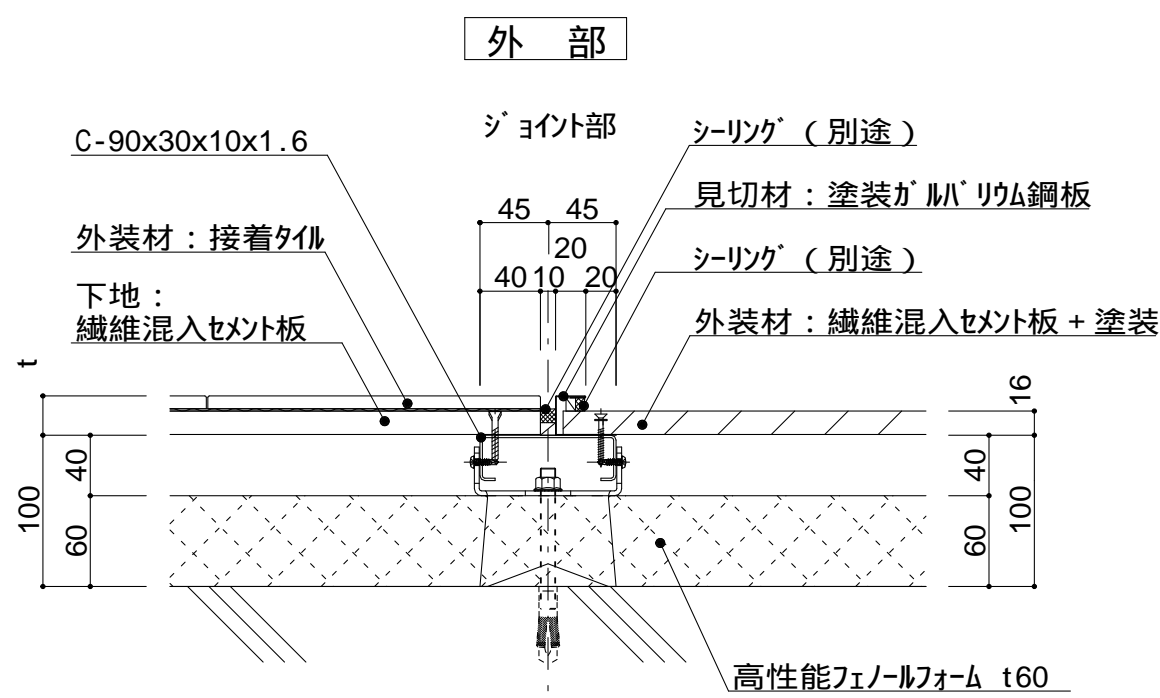 外　部
ｼﾞｮｲﾝﾄ部
C-90x30x10x1.6
ｼｰﾘﾝｸﾞ（別途）
見切材：塗装ｶﾞﾙﾊﾞﾘｳﾑ鋼板
外装材：接着ﾀｲﾙ
ｼｰﾘﾝｸﾞ（別途）
下地：
繊維混入ｾﾒﾝﾄ板
外装材：繊維混入ｾﾒﾝﾄ板＋塗装
45 45
20
40 10 20
t
16
40
60
100
40
60
100
高性能ﾌｪﾉｰﾙﾌｫｰﾑ t60